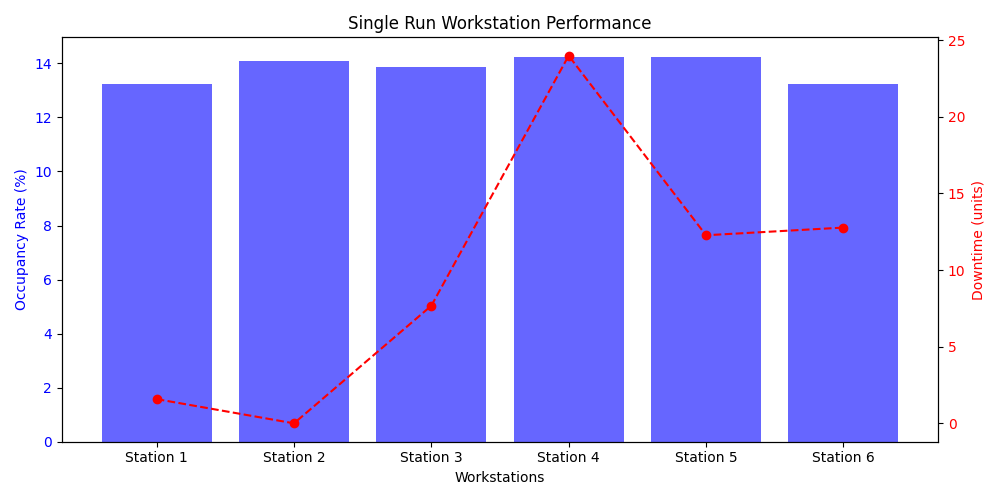 Single Run Workstation Performance
Occupancy Rate (%)
14
12
10
8
6
4
2
0
25
20
15
10
5
0
Downtime (units)
Station 1 Station 2 Station 3 Station 4 Station 5 Station 6
Workstations